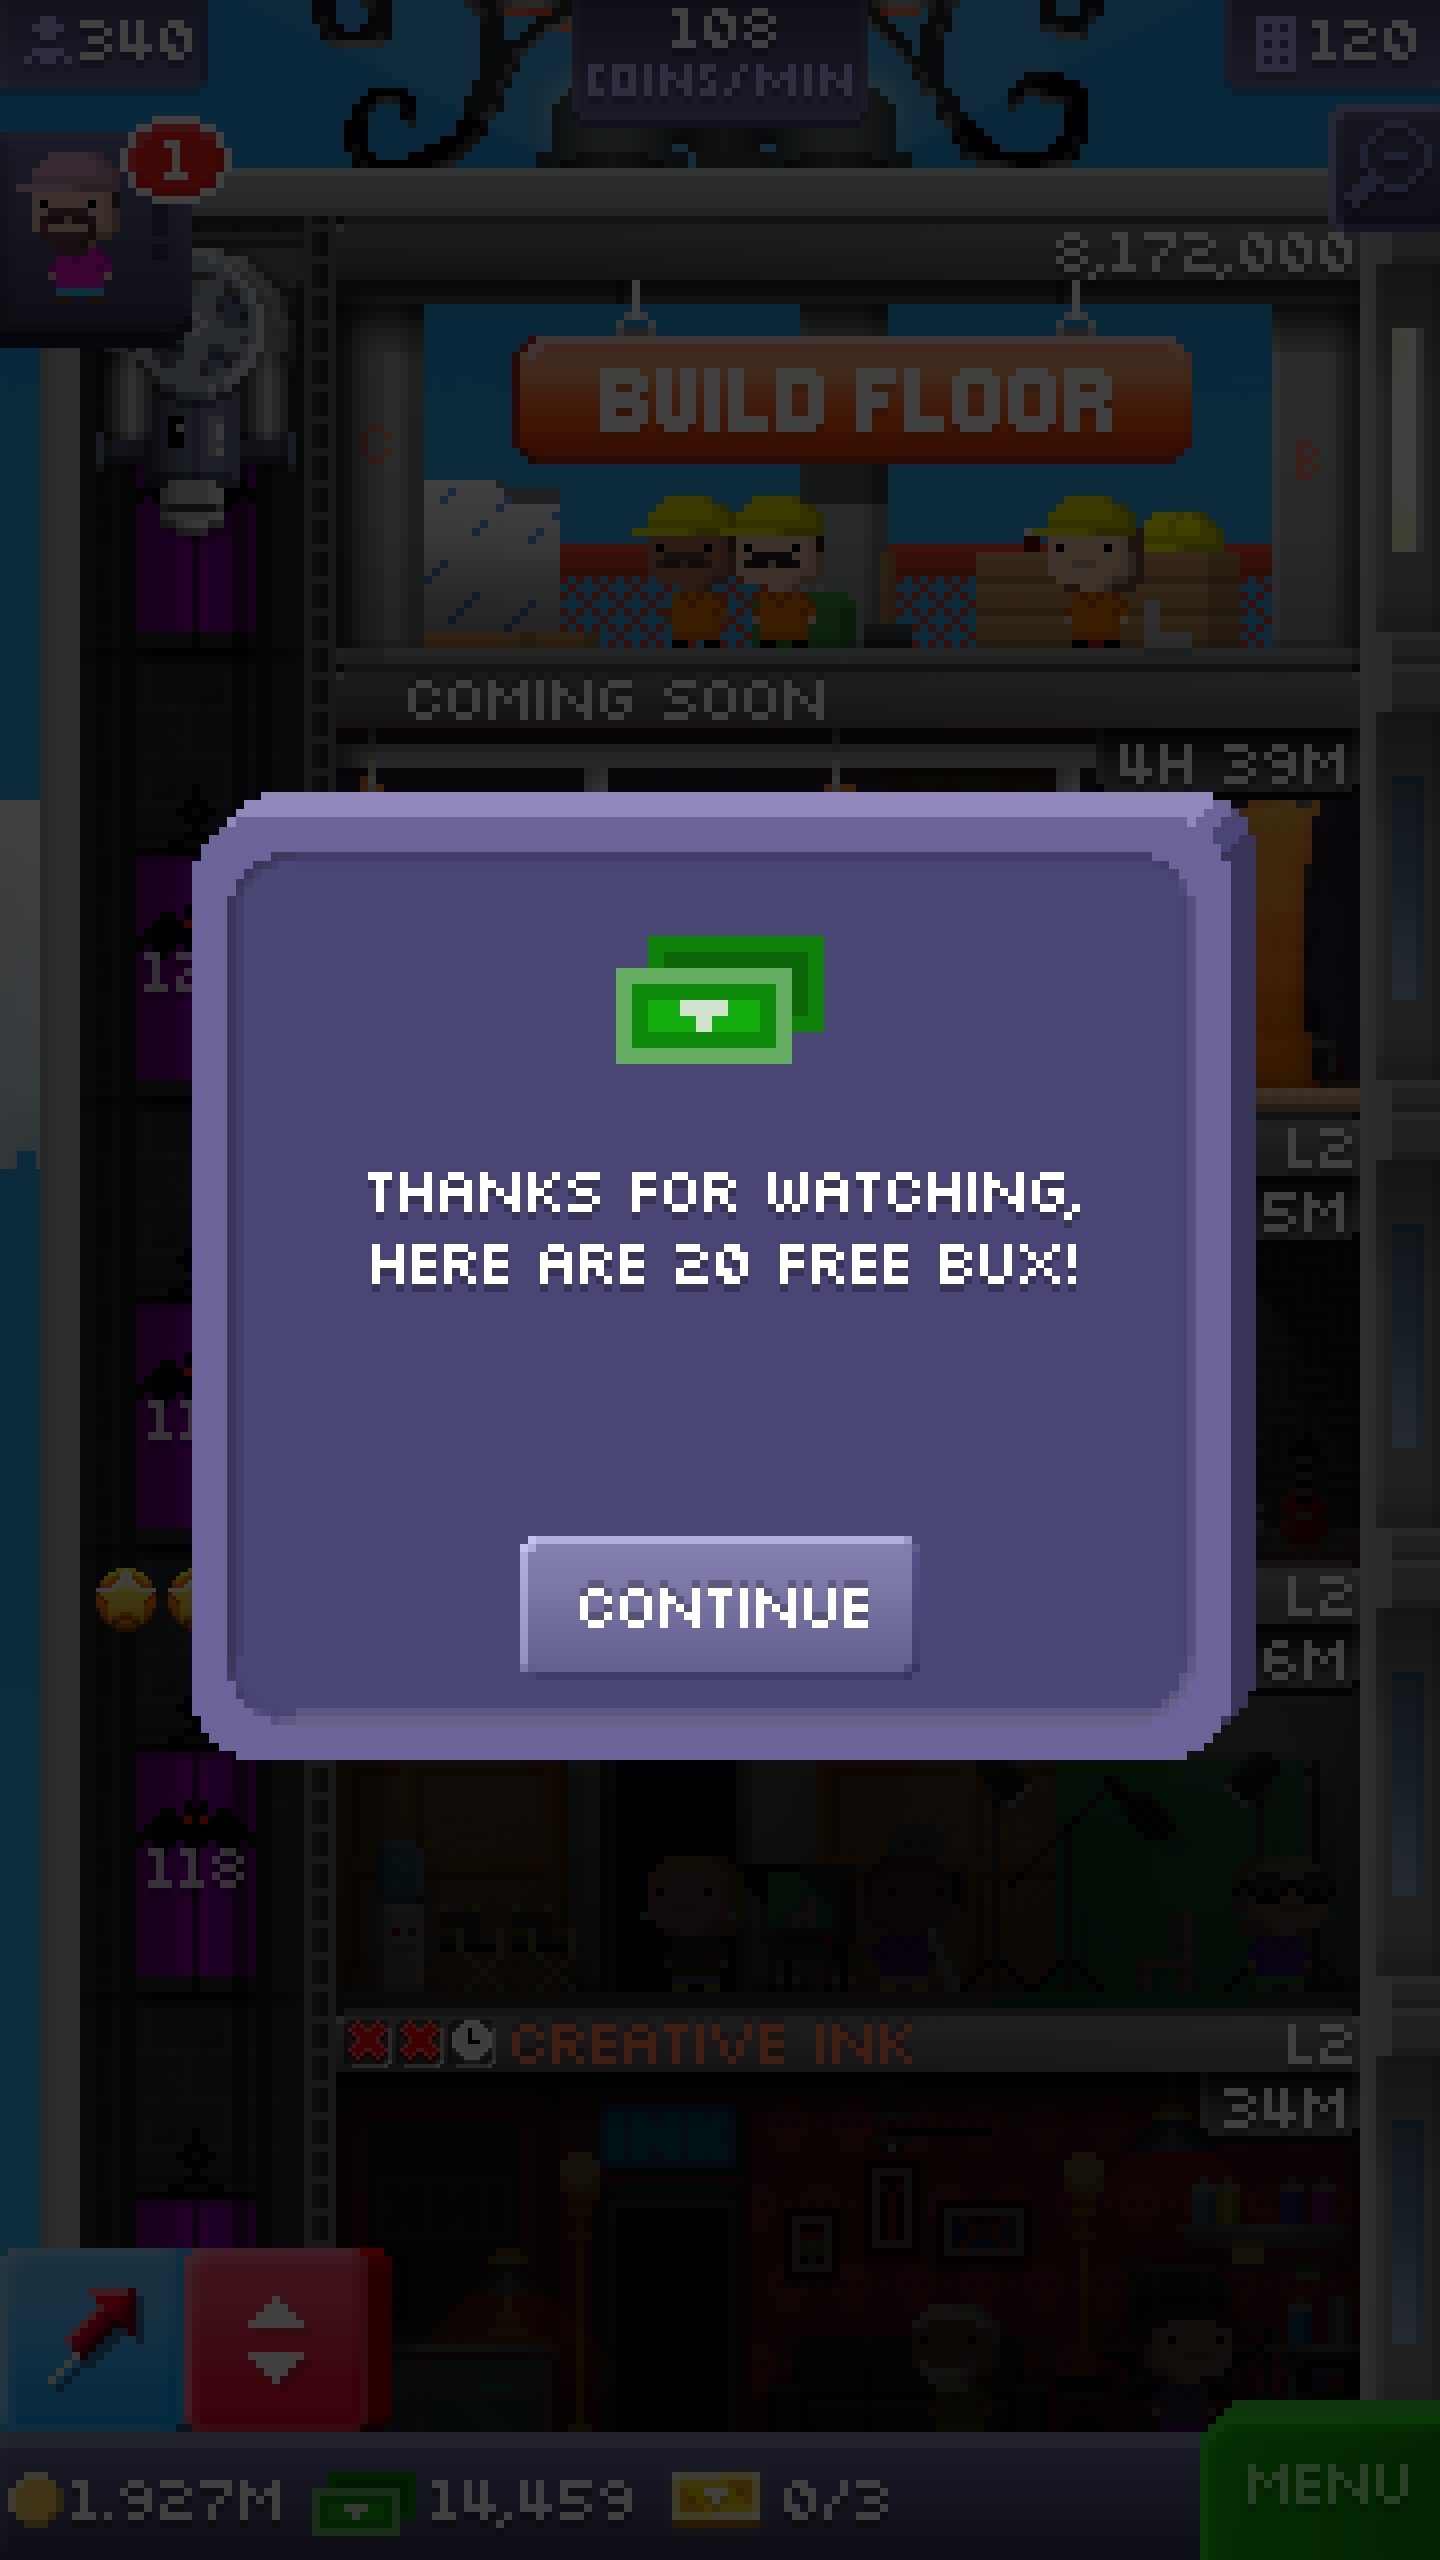 340
108
COINS/MIN
120
1
8,172,000
C
BUILD FLOOR
B
COMING SOON
4H 39M
THANKS FOR WATCHING,
HERE ARE 20 FREE BUX!
CONTINUE
L2
5M
L2
6M
118
CREATIVE INK
L2
34M
INK
1.927M
14,459
0/3
MENU